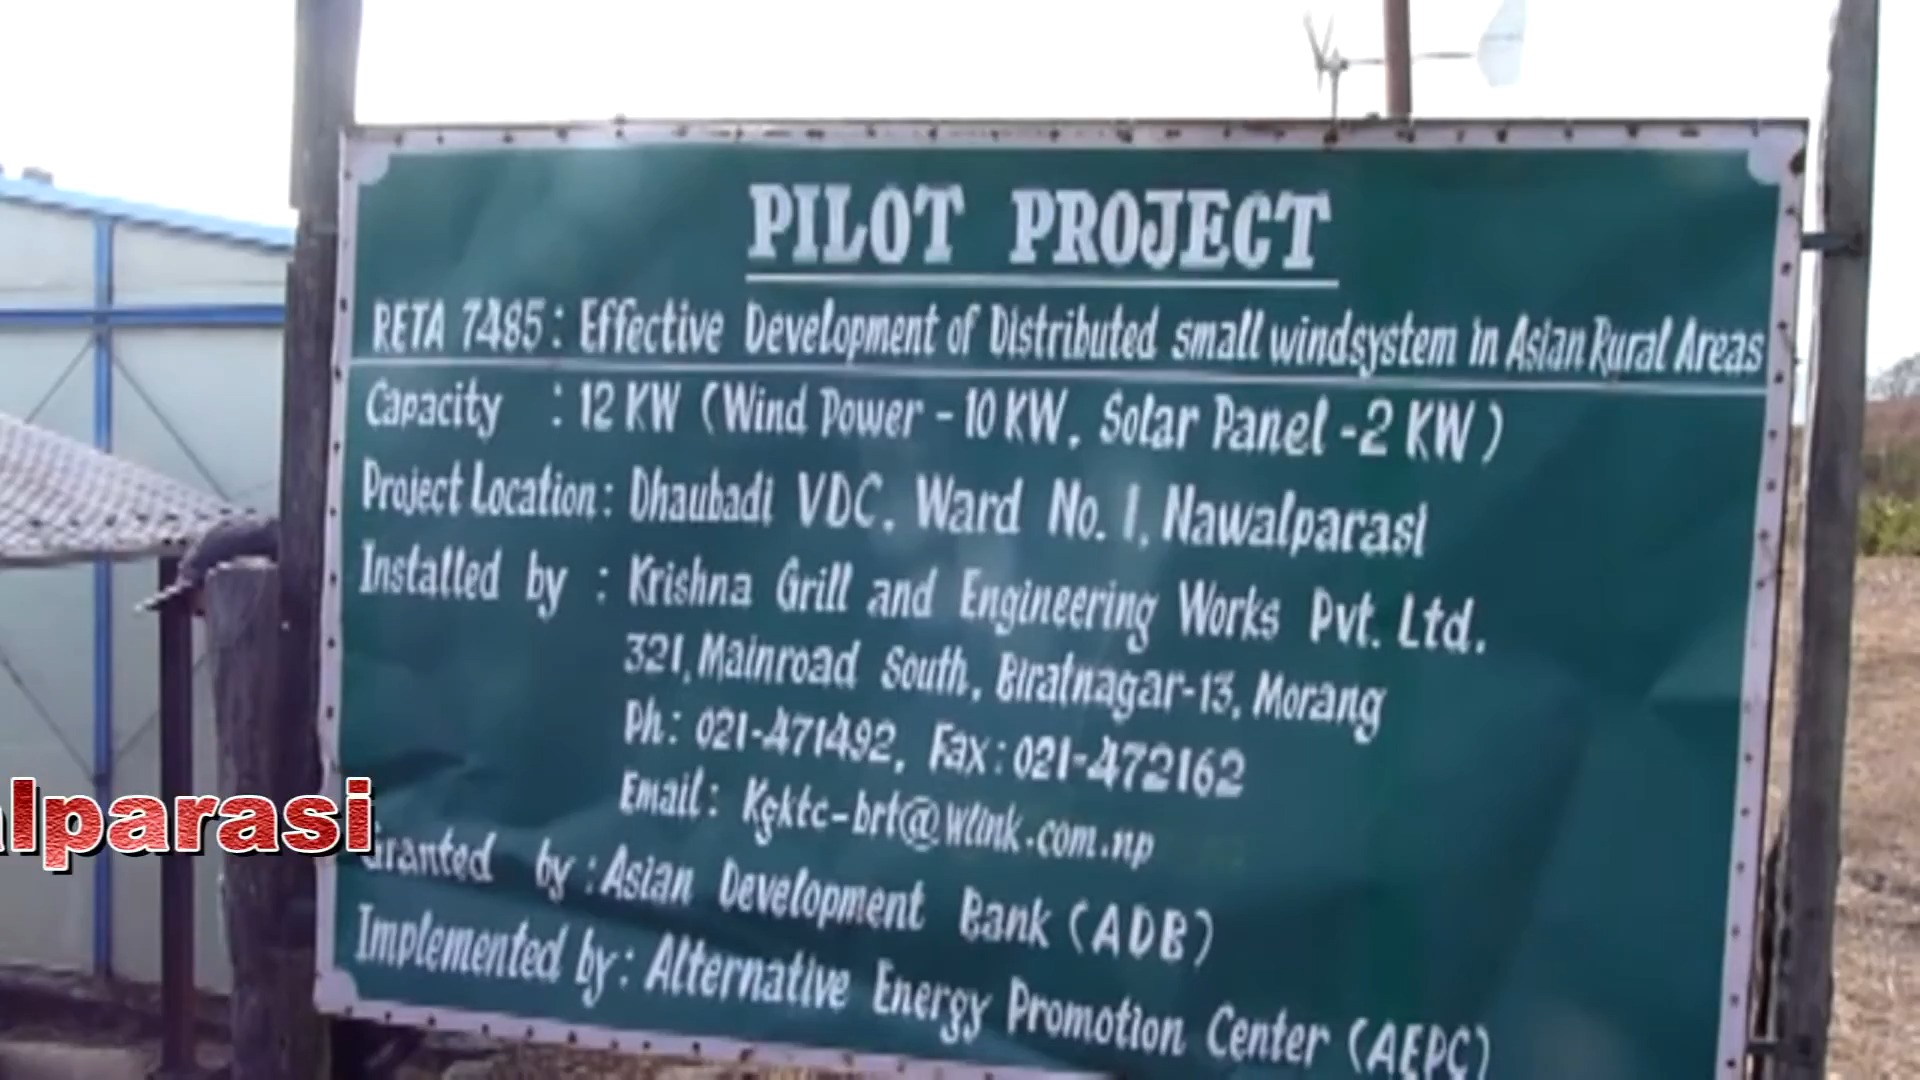 PILOT PROJECT
RETA 7485: Effective Development of Distributed small windsystem in Asian Rural Areas
Capacity : 12 KW (Wind Power - 10 KW, Solar Panel -2 KW)
Project Location: Dhaubadi VDC, Ward No. 1, Nawalparasi
Installed by : Krishna Grill and Engineering Works Pvt. Ltd.
321, Mainroad South, Biratnagar-13, Morang
Ph: 021-471492, Fax: 021-472162
Email: Kgktc-brt@wlink.com.np
alparasi
Granted by: Asian Development Bank (ADB)
Implemented by: Alternative Energy Promotion Center (AEPC)